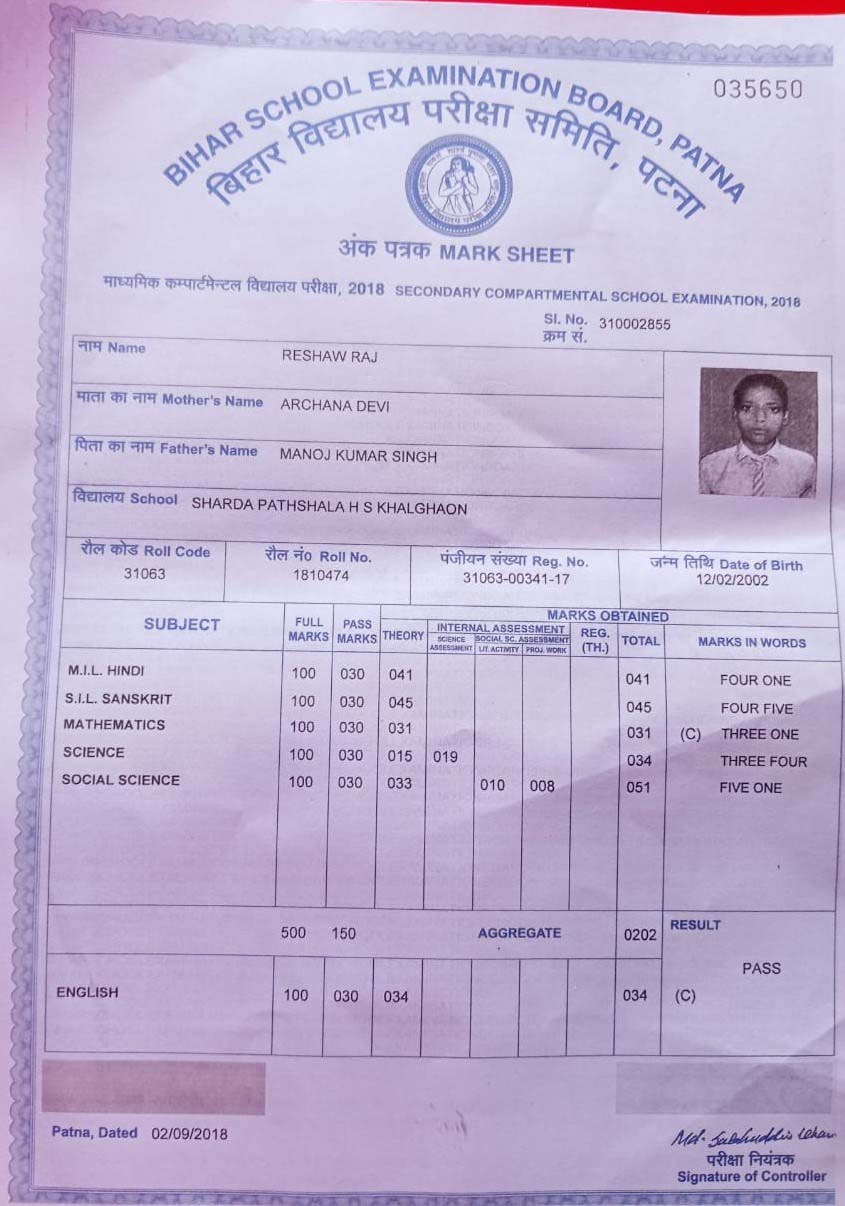 035650
BIHAR SCHOOL EXAMINATION BOARD, PATNA
बिहार विद्यालय परीक्षा समिति, पटना
अंक पत्रक MARK SHEET
माध्यमिक कम्पार्टमेन्टल विद्यालय परीक्षा, 2018 SECONDARY COMPARTMENTAL SCHOOL EXAMINATION, 2018
Sl. No. 310002855
क्रम सं.
नाम Name RESHAW RAJ
माता का नाम Mother's Name ARCHANA DEVI
पिता का नाम Father's Name MANOJ KUMAR SINGH
विद्यालय School SHARDA PATHSHALA H S KHALGHAON
रौल कोड Roll Code रौल नं० Roll No. पंजीयन संख्या Reg. No. जन्म तिथि Date of Birth
31063 1810474 31063-00341-17 12/02/2002
SUBJECT FULL MARKS PASS MARKS MARKS OBTAINED
THEORY INTERNAL ASSESSMENT REG. (TH.) TOTAL MARKS IN WORDS
SCIENCE ASSESSMENT SOCIAL SC. ASSESSMENT
LIT. ACTIVITY PROJ. WORK
M.I.L. HINDI 100 030 041 041 FOUR ONE
S.I.L. SANSKRIT 100 030 045 045 FOUR FIVE
MATHEMATICS 100 030 031 031 (C) THREE ONE
SCIENCE 100 030 015 019 034 THREE FOUR
SOCIAL SCIENCE 100 030 033 010 008 051 FIVE ONE
500 150 AGGREGATE 0202 RESULT
PASS
ENGLISH 100 030 034 034 (C)
Patna, Dated 02/09/2018
परीक्षा नियंत्रक
Signature of Controller